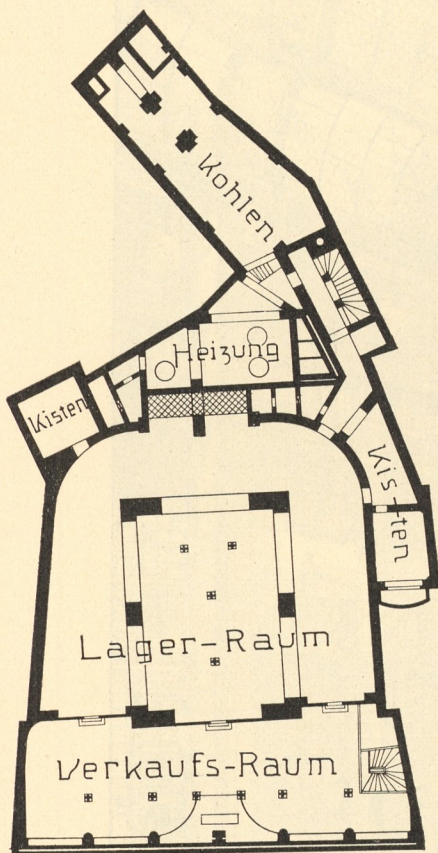 Kohlen
Heizung
Kisten
Kis-ten
Lager-Raum
Verkaufs-Raum